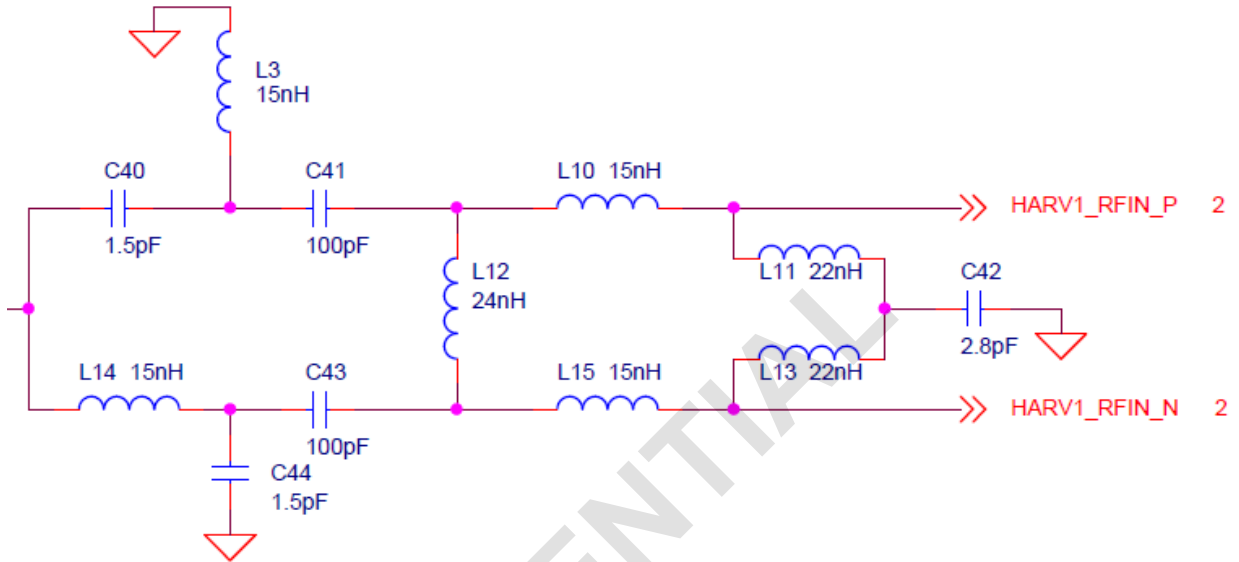 L3
15nH
C40
1.5pF
C41
100pF
L10 15nH
HARV1_RFIN_P 2
L12
24nH
L11 22nH
C42
2.8pF
L14 15nH
C43
100pF
L15 15nH
L13 22nH
HARV1_RFIN_N 2
C44
1.5pF
ENTIAL